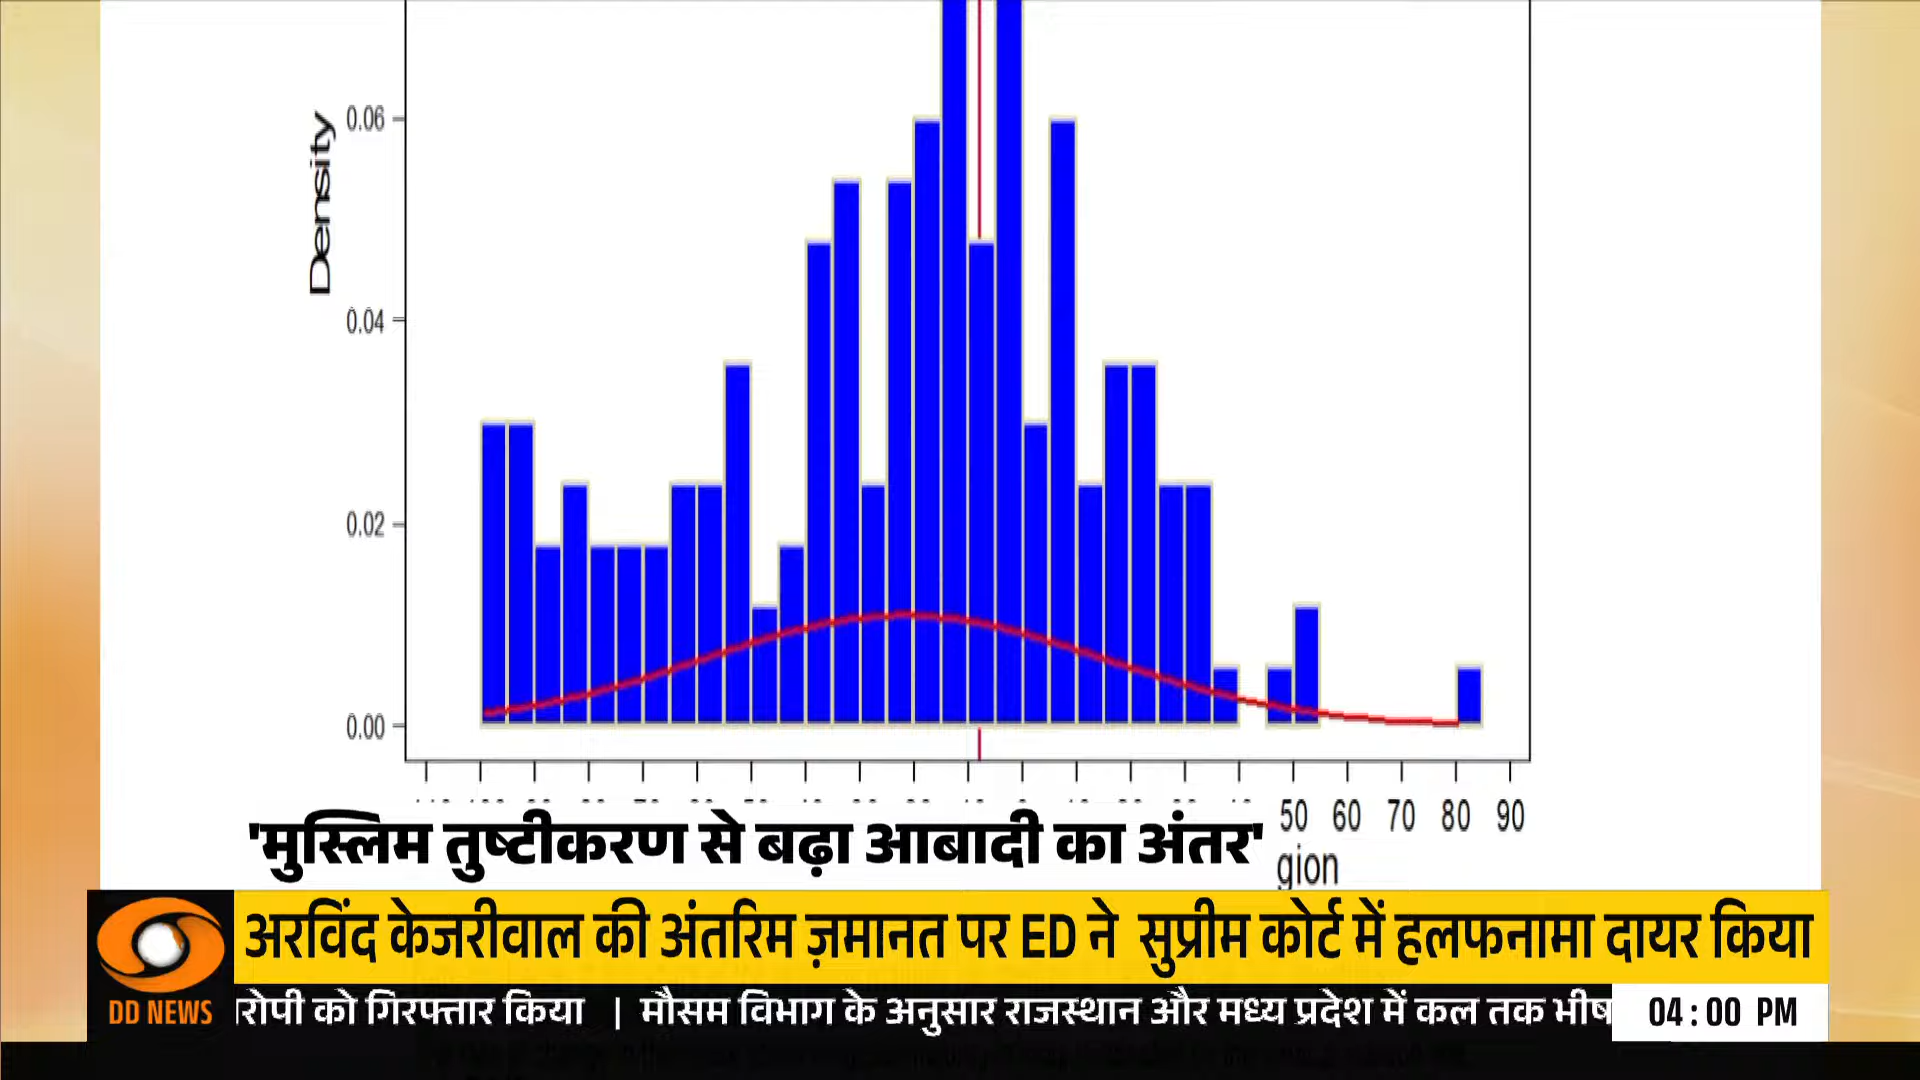 Density
0.06
0.04
0.02
0.00
50 60 70 80 90
gion
'मुस्लिम तुष्टीकरण से बढ़ा आबादी का अंतर'
अरविंद केजरीवाल की अंतरिम ज़मानत पर ED ने सुप्रीम कोर्ट में हलफनामा दायर किया
DD NEWS
रोपी को गिरफ्तार किया | मौसम विभाग के अनुसार राजस्थान और मध्य प्रदेश में कल तक भीष
04:00 PM